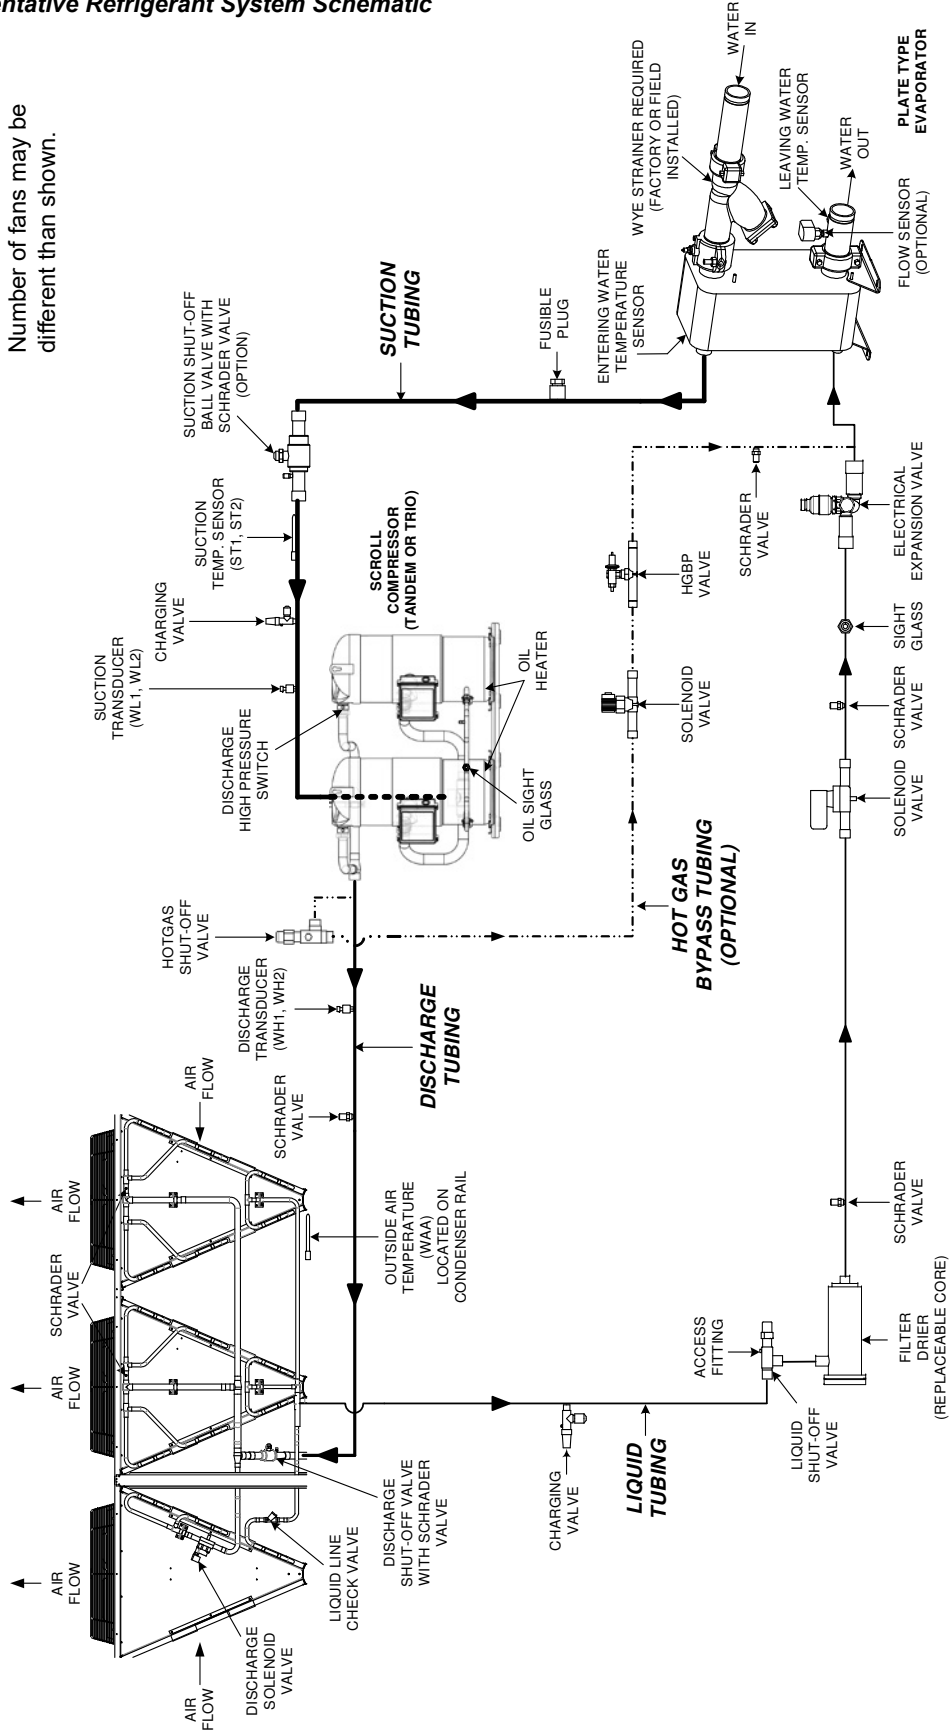 ntative Refrigerant System Schematic
Number of fans may be
different than shown.
AIR
FLOW
AIR
FLOW
AIR
FLOW
AIR
FLOW
AIR
FLOW
SCHRADER
VALVE
DISCHARGE
SOLENOID
VALVE
LIQUID LINE
CHECK VALVE
DISCHARGE
SHUT-OFF VALVE
WITH SCHRADER
VALVE
OUTSIDE AIR
TEMPERATURE
(WAA)
LOCATED ON
CONDENSER RAIL
SCHRADER
VALVE
DISCHARGE
TRANSDUCER
(WH1, WH2)
HOTGAS
SHUT-OFF
VALVE
DISCHARGE
TUBING
SUCTION
TRANSDUCER
(WL1, WL2)
CHARGING
VALVE
SUCTION
TEMP. SENSOR
(ST1, ST2)
SUCTION SHUT-OFF
BALL VALVE WITH
SCHRADER VALVE
(OPTION)
DISCHARGE
HIGH PRESSURE
SWITCH
SCROLL
COMPRESSOR
(TANDEM OR TRIO)
OIL
HEATER
OIL SIGHT
GLASS
SUCTION
TUBING
FUSIBLE
PLUG
ENTERING WATER
TEMPERATURE
SENSOR
WYE STRAINER REQUIRED
(FACTORY OR FIELD
INSTALLED)
WATER
IN
LEAVING WATER
TEMP. SENSOR
WATER
OUT
FLOW SENSOR
(OPTIONAL)
PLATE TYPE
EVAPORATOR
HOT GAS
BYPASS TUBING
(OPTIONAL)
SOLENOID
VALVE
HGBP
VALVE
SCHRADER
VALVE
CHARGING
VALVE
LIQUID
TUBING
ACCESS
FITTING
LIQUID
SHUT-OFF
VALVE
FILTER
DRIER
(REPLACEABLE CORE)
SCHRADER
VALVE
SOLENOID
VALVE
SCHRADER
VALVE
SIGHT
GLASS
ELECTRICAL
EXPANSION VALVE